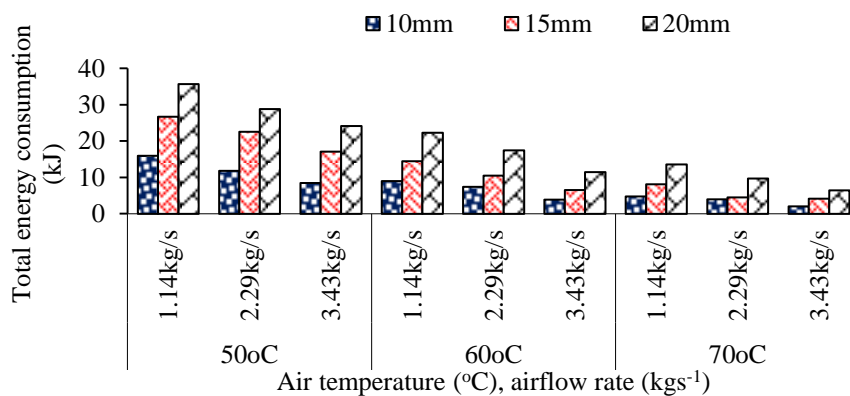 10mm 15mm 20mm
Total energy consumption
(kJ)
40
30
20
10
0
1.14kg/s 2.29kg/s 3.43kg/s 1.14kg/s 2.29kg/s 3.43kg/s 1.14kg/s 2.29kg/s 3.43kg/s
50oC 60oC 70oC
Air temperature (ᵒC), airflow rate (kgs⁻¹)